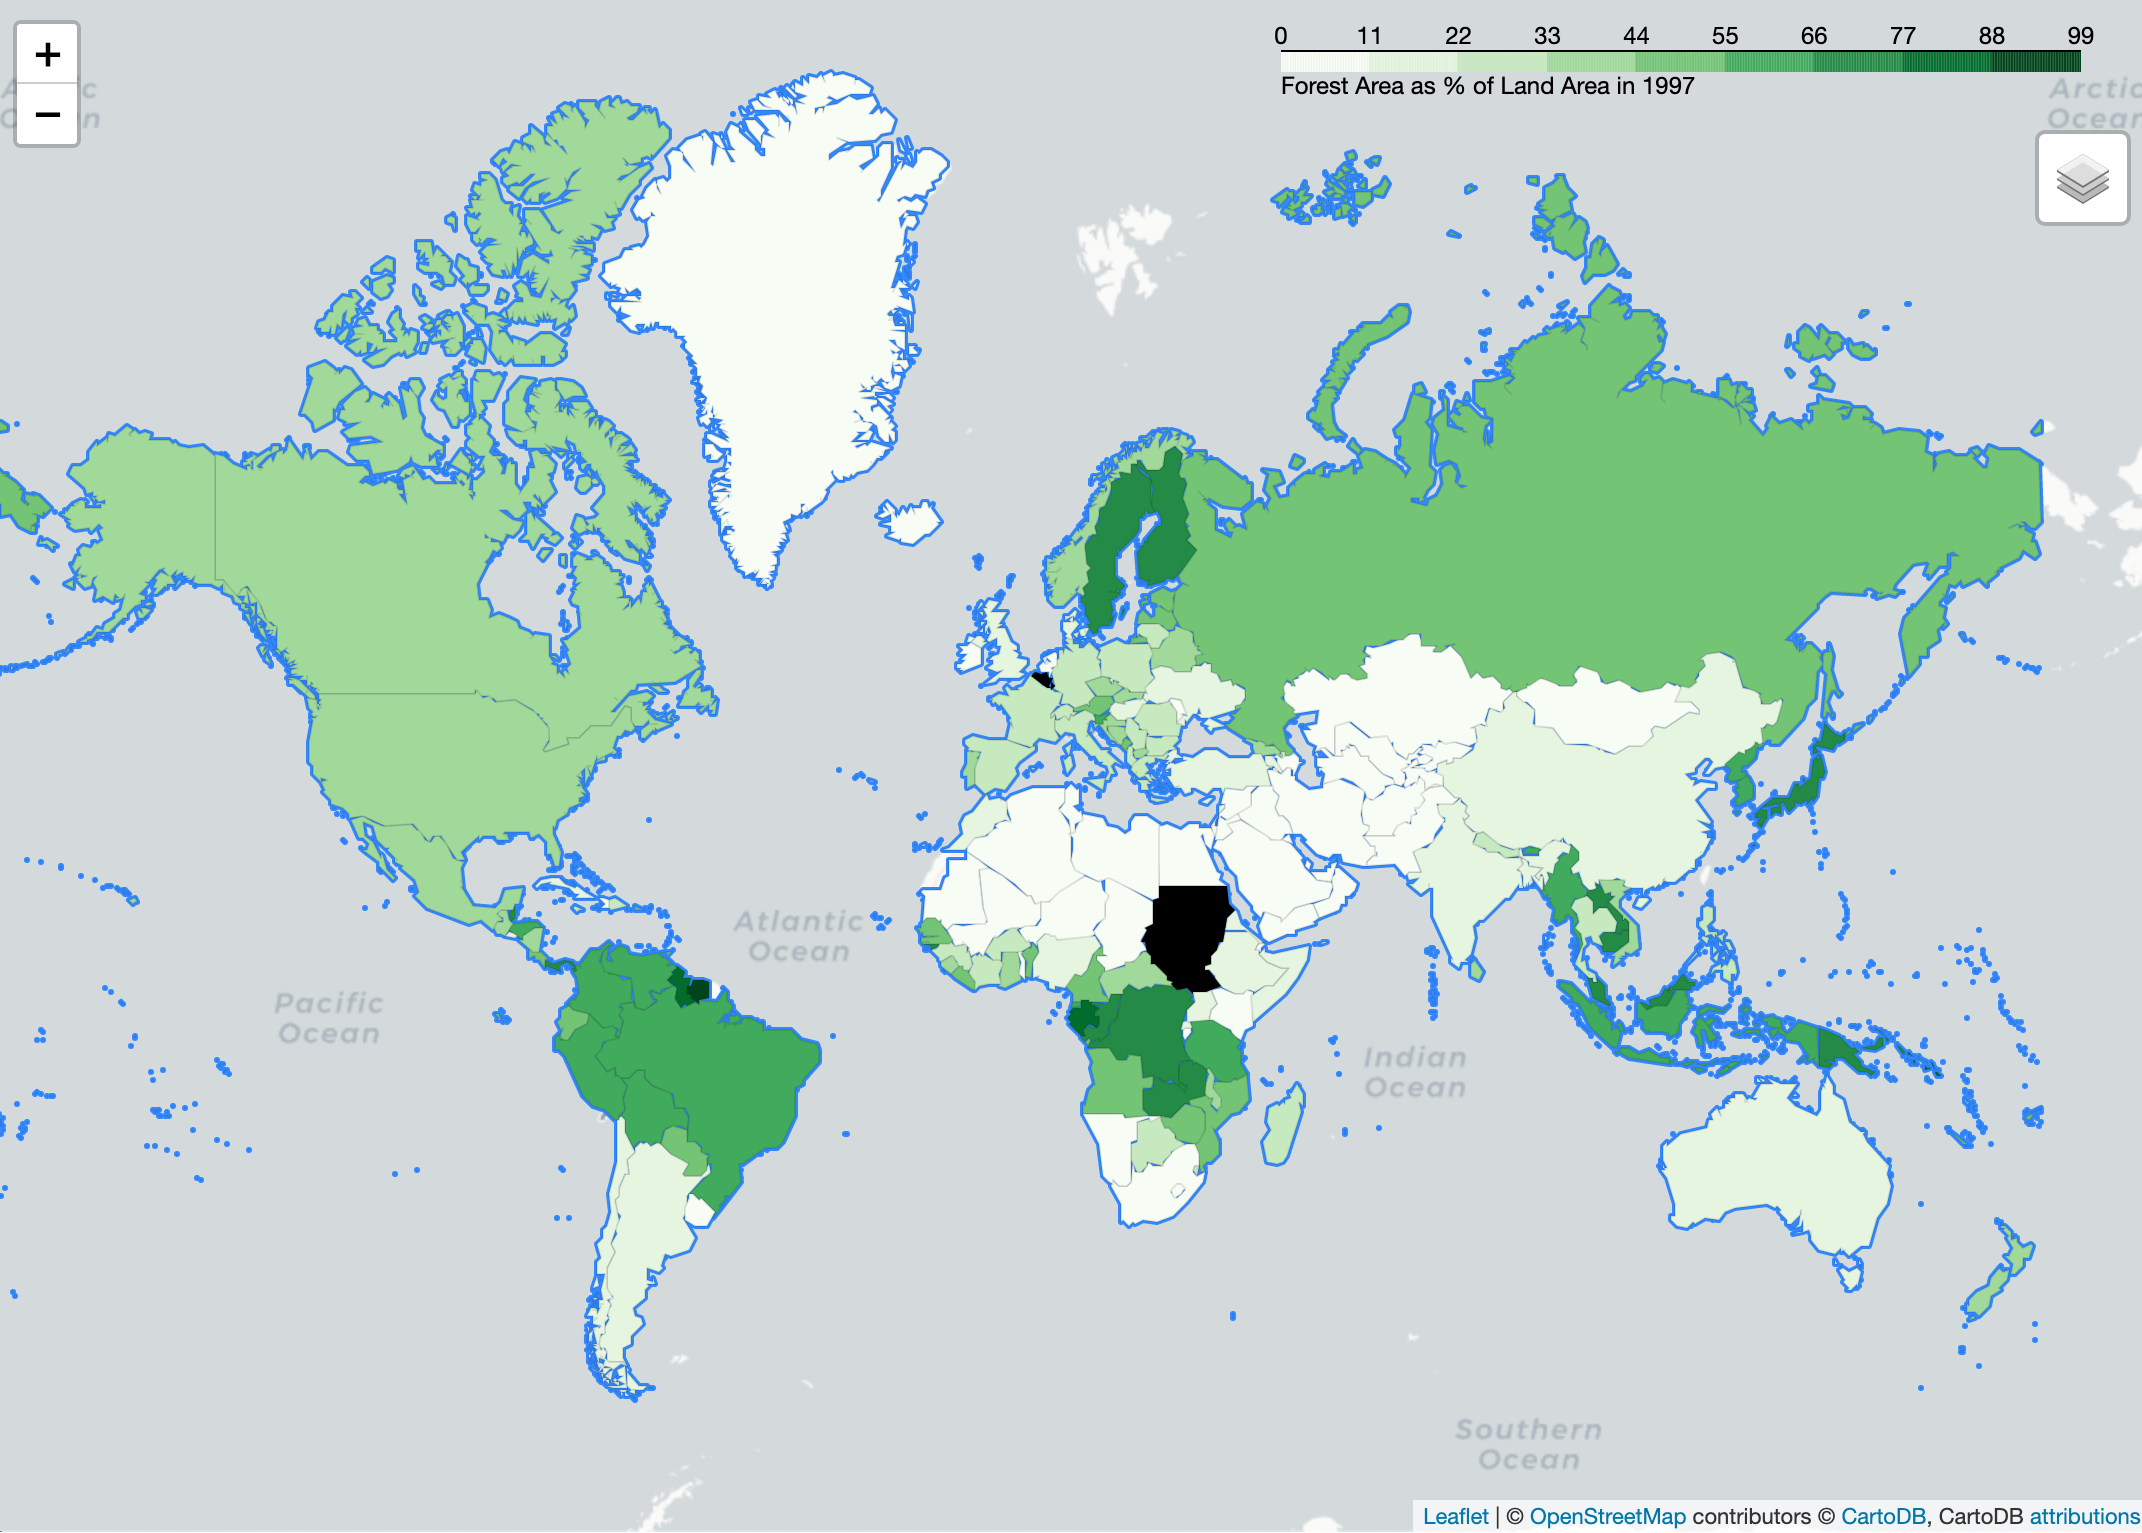 +
−
0 11 22 33 44 55 66 77 88 99
Forest Area as % of Land Area in 1997
Arctic
Ocean
Atlantic
Ocean
Pacific
Ocean
Indian
Ocean
Southern
Ocean
Leaflet | © OpenStreetMap contributors © CartoDB, CartoDB attributions